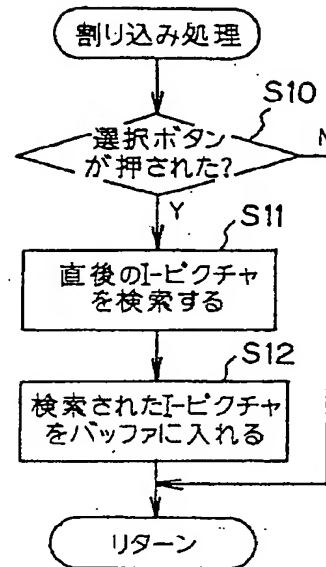 割り込み処理
S10
選択ボタン
が押された?
N
Y
S11
直後のI-ピクチャ
を検索する
S12
検索されたI-ピクチャ
をバッファに入れる
リターン